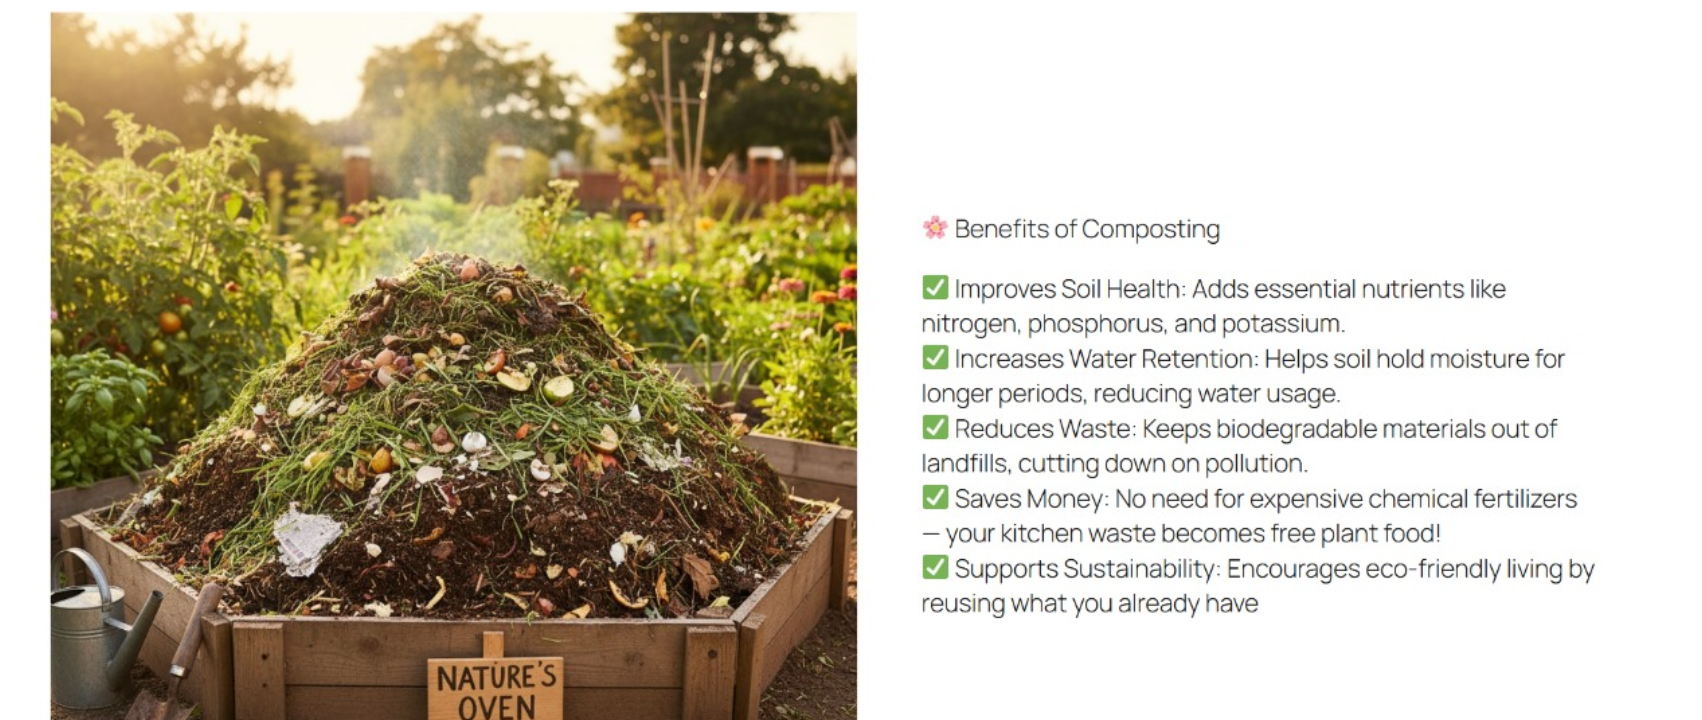 🌸 Benefits of Composting
✅ Improves Soil Health: Adds essential nutrients like
nitrogen, phosphorus, and potassium.
✅ Increases Water Retention: Helps soil hold moisture for
longer periods, reducing water usage.
✅ Reduces Waste: Keeps biodegradable materials out of
landfills, cutting down on pollution.
✅ Saves Money: No need for expensive chemical fertilizers
— your kitchen waste becomes free plant food!
✅ Supports Sustainability: Encourages eco-friendly living by
reusing what you already have
NATURE'S
OVEN